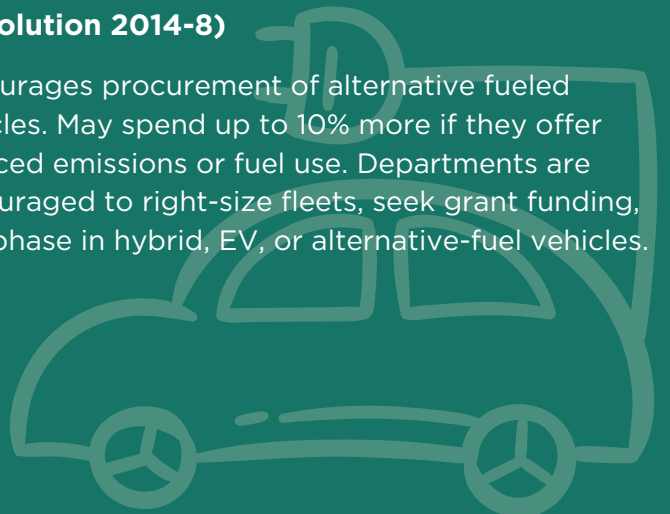 olution 2014-8)
urages procurement of alternative fueled
cles. May spend up to 10% more if they offer
ced emissions or fuel use. Departments are
uraged to right-size fleets, seek grant funding,
phase in hybrid, EV, or alternative-fuel vehicles.